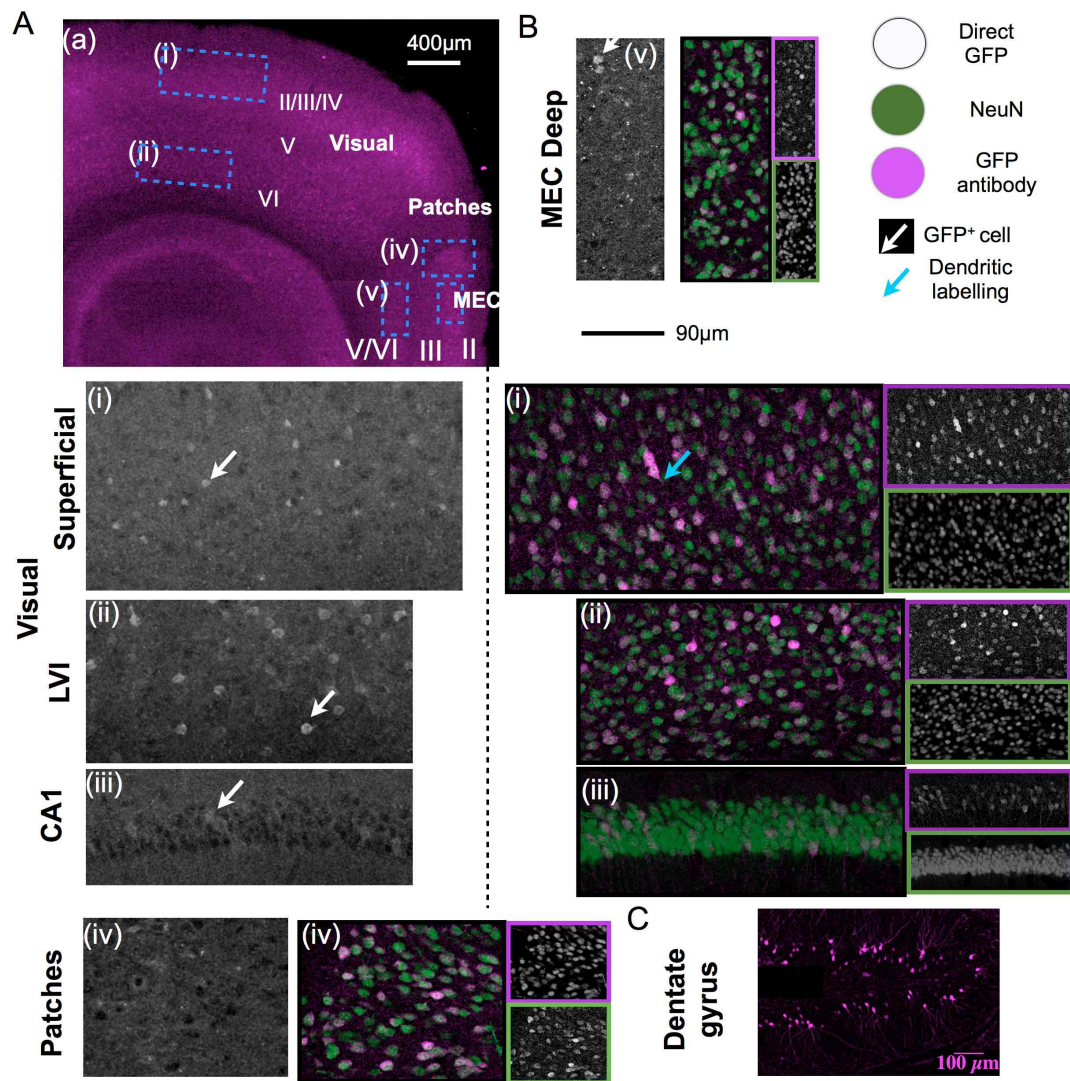 A
(a)
400µm
(i)
II/III/IV
V
Visual
(ii)
VI
Patches
(iv)
(v)
MEC
V/VI
III
II
B
MEC Deep
(v)
90µm
Direct
GFP
NeuN
GFP
antibody
GFP+ cell
Dendritic
labelling
Visual
Superficial
(i)
(i)
LVI
(ii)
(ii)
CA1
(iii)
(iii)
Patches
(iv)
(iv)
C
Dentate
gyrus
100 µm